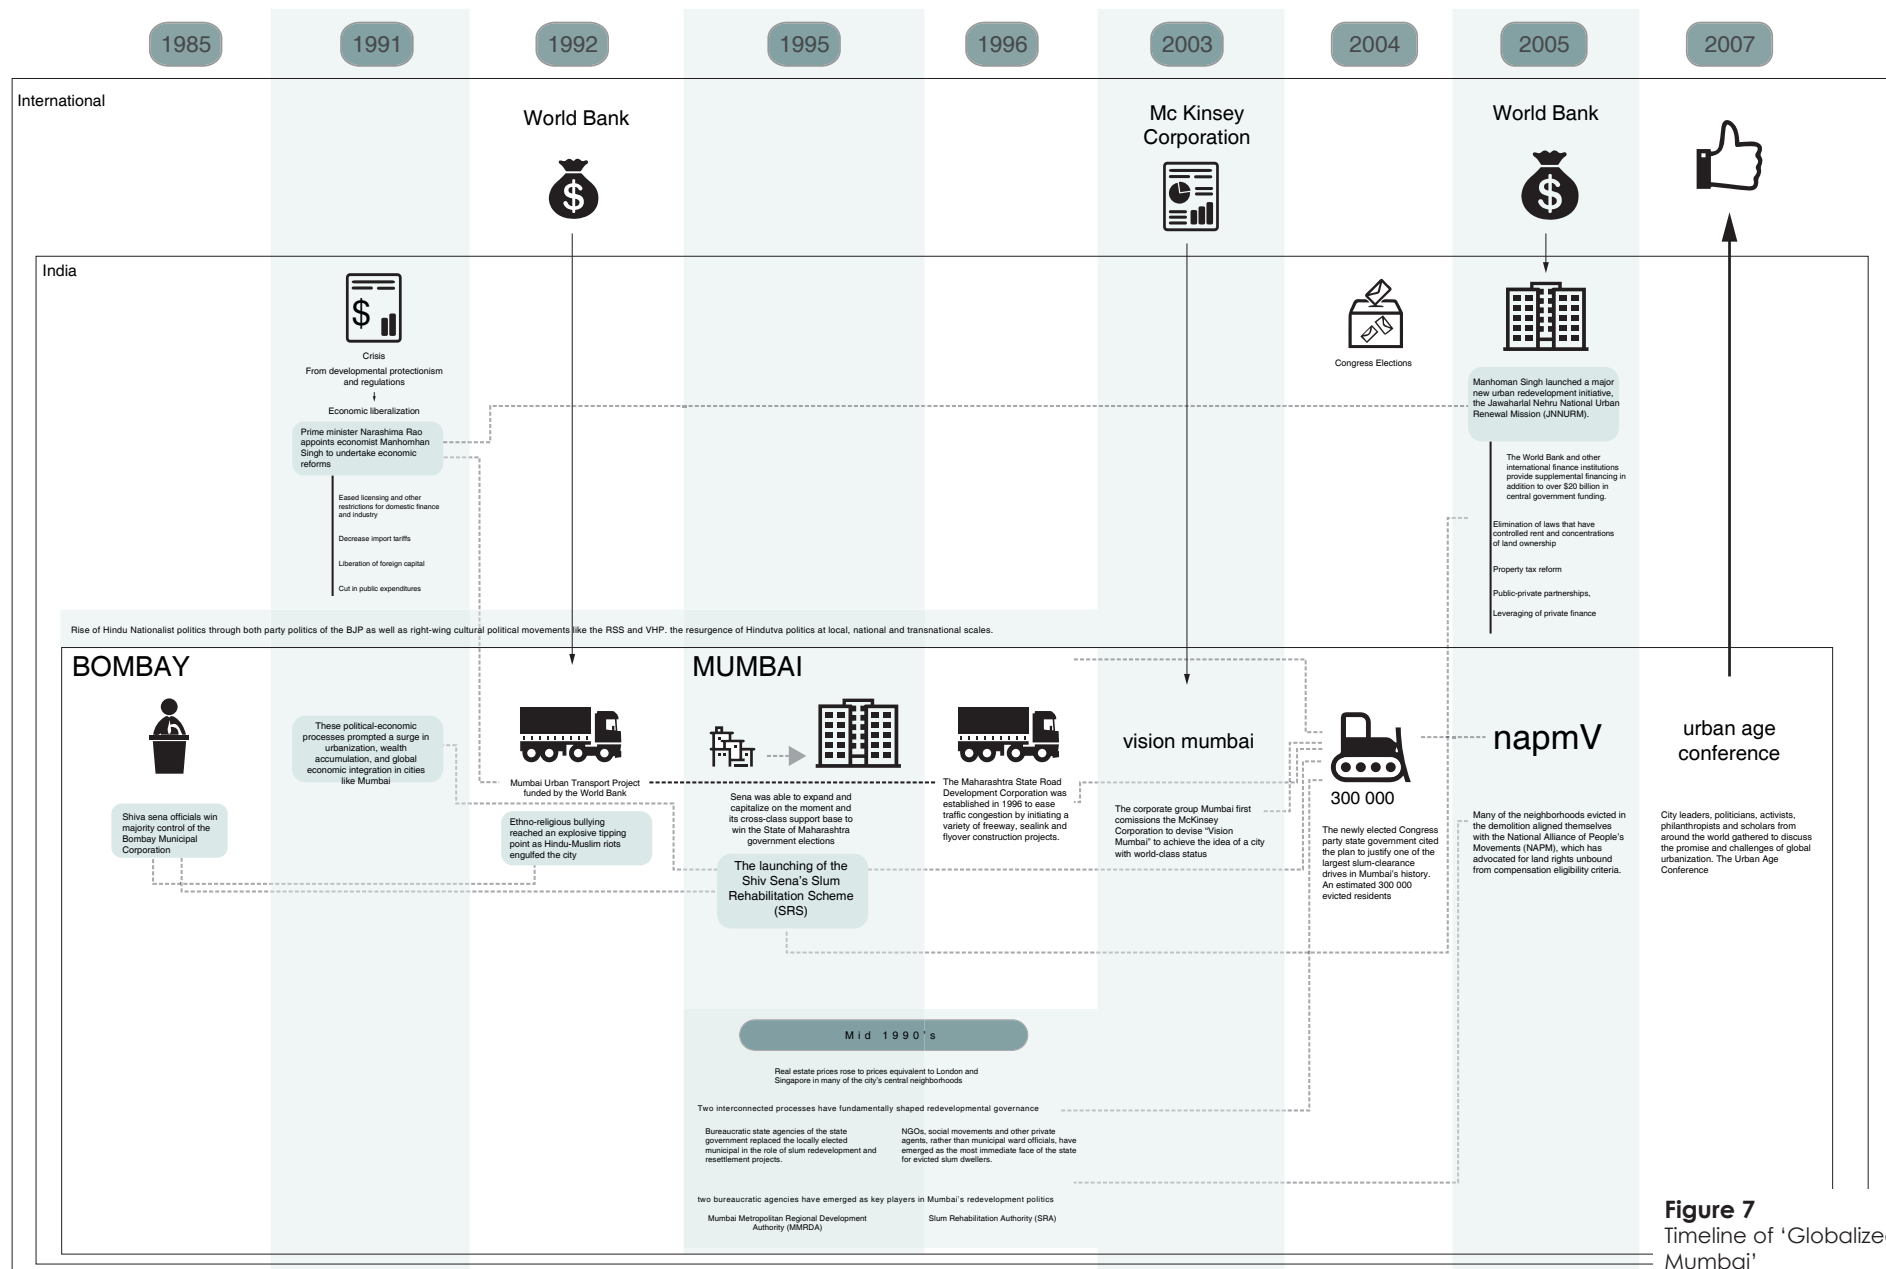 1985
1991
1992
1995
1996
2003
2004
2005
2007
International
World Bank
$
Mc Kinsey
Corporation
World Bank
$
India
$
Crisis
From developmental protectionism
and regulations
Economic liberalization
Prime minister Narashima Rao
appoints economist Manhomhan
Singh to undertake economic
reforms
Eased licensing and other
restrictions for domestic finance
and industry
Decrease import tariffs
Liberation of foreign capital
Cut in public expenditures
Congress Elections
Manhoman Singh launched a major
new urban redevelopment initiative,
the Jawaharlal Nehru National Urban
Renewal Mission (JNNURM).
The World Bank and other
international finance institutions
provide supplemental financing in
addition to over $20 billion in
central government funding.
Elimination of laws that have
controlled rent and concentrations
of land ownership
Property tax reform
Public-private partnerships,
Leveraging of private finance
Rise of Hindu Nationalist politics through both party politics of the BJP as well as right-wing cultural political movements like the RSS and VHP. the resurgence of Hindutva politics at local, national and transnational scales.
BOMBAY
Shiva sena officials win
majority control of the
Bombay Municipal
Corporation
These political-economic
processes prompted a surge in
urbanization, wealth
accumulation, and global
economic integration in cities
like Mumbai
Mumbai Urban Transport Project
funded by the World Bank
Ethno-religious bullying
reached an explosive tipping
point as Hindu-Muslim riots
engulfed the city
MUMBAI
Sena was able to expand and
capitalize on the moment and
its cross-class support base to
win the State of Maharashtra
government elections
The launching of the
Shiv Sena's Slum
Rehabilitation Scheme
(SRS)
The Maharashtra State Road
Development Corporation was
established in 1996 to ease
traffic congestion by initiating a
variety of freeway, sealink and
flyover construction projects.
vision mumbai
The corporate group Mumbai first
comissions the McKinsey
Corporation to devise “Vision
Mumbai” to achieve the idea of a city
with world-class status
300 000
The newly elected Congress
party state government cited
the plan to justify one of the
largest slum-clearance
drives in Mumbai's history.
An estimated 300 000
evicted residents
napmV
Many of the neighborhoods evicted in
the demolition aligned themselves
with the National Alliance of People's
Movements (NAPM), which has
advocated for land rights unbound
from compensation eligibility criteria.
urban age
conference
City leaders, politicians, activists,
philanthropists and scholars from
around the world gathered to discuss
the promise and challenges of global
urbanization. The Urban Age
Conference
Mid 1990's
Real estate prices rose to prices equivalent to London and
Singapore in many of the city's central neighborhoods
Two interconnected processes have fundamentally shaped redevelopmental governance
Bureaucratic state agencies of the state
government replaced the locally elected
municipal in the role of slum redevelopment and
resettlement projects.
NGOs, social movements and other private
agents, rather than municipal ward officials, have
emerged as the most immediate face of the state
for evicted slum dwellers.
two bureaucratic agencies have emerged as key players in Mumbai's redevelopment politics
Mumbai Metropolitan Regional Development
Authority (MMRDA)
Slum Rehabilitation Authority (SRA)
Figure 7
Timeline of ‘Globalized
Mumbai’